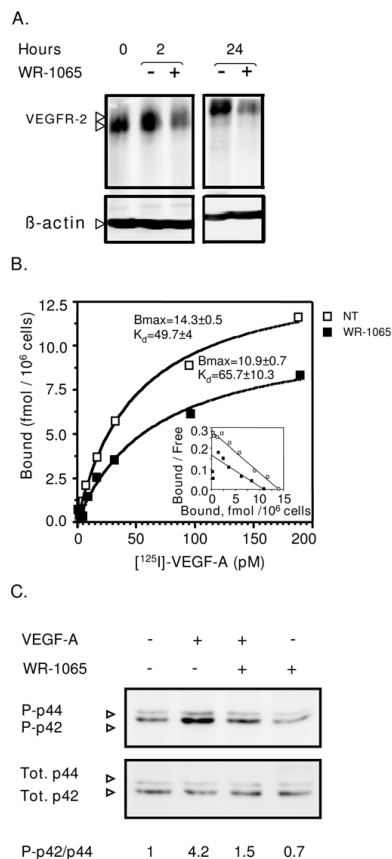 A.
Hours 0 2 24
WR-1065 - + - +
VEGFR-2
ß-actin
B.
Bound (fmol / 10⁶ cells)
12.5
10.0
7.5
5.0
2.5
0.0
0 50 100 150 200
[¹²⁵I]-VEGF-A (pM)
Bmax=14.3±0.5
Kd=49.7±4
Bmax=10.9±0.7
Kd=65.7±10.3
NT
WR-1065
Bound / Free
0.3
0.2
0.1
0.0
0 5 10 15
Bound, fmol /10⁶ cells
C.
VEGF-A - + + -
WR-1065 - - + +
P-p44
P-p42
Tot. p44
Tot. p42
P-p42/p44 1 4.2 1.5 0.7